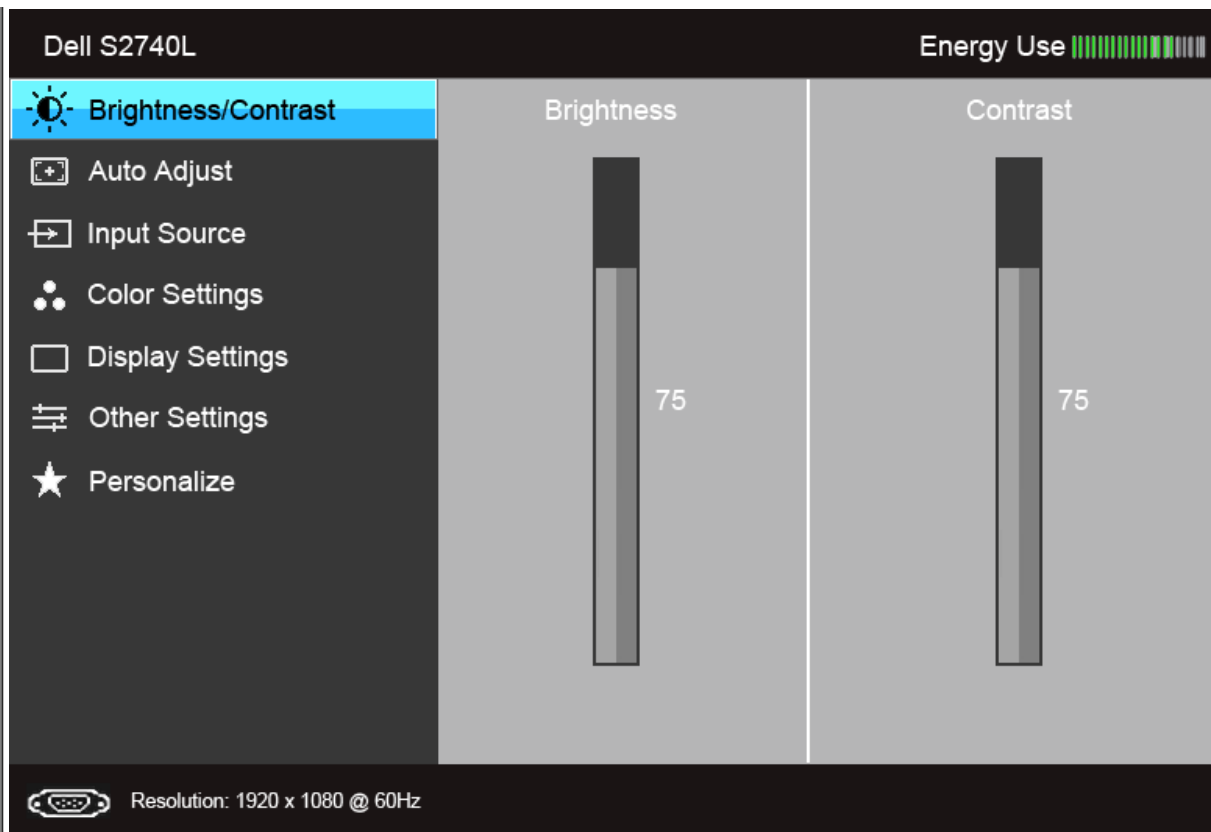 Dell S2740L
Energy Use
Brightness/Contrast
Auto Adjust
Input Source
Color Settings
Display Settings
Other Settings
Personalize
Brightness
75
Contrast
75
Resolution: 1920 x 1080 @ 60Hz